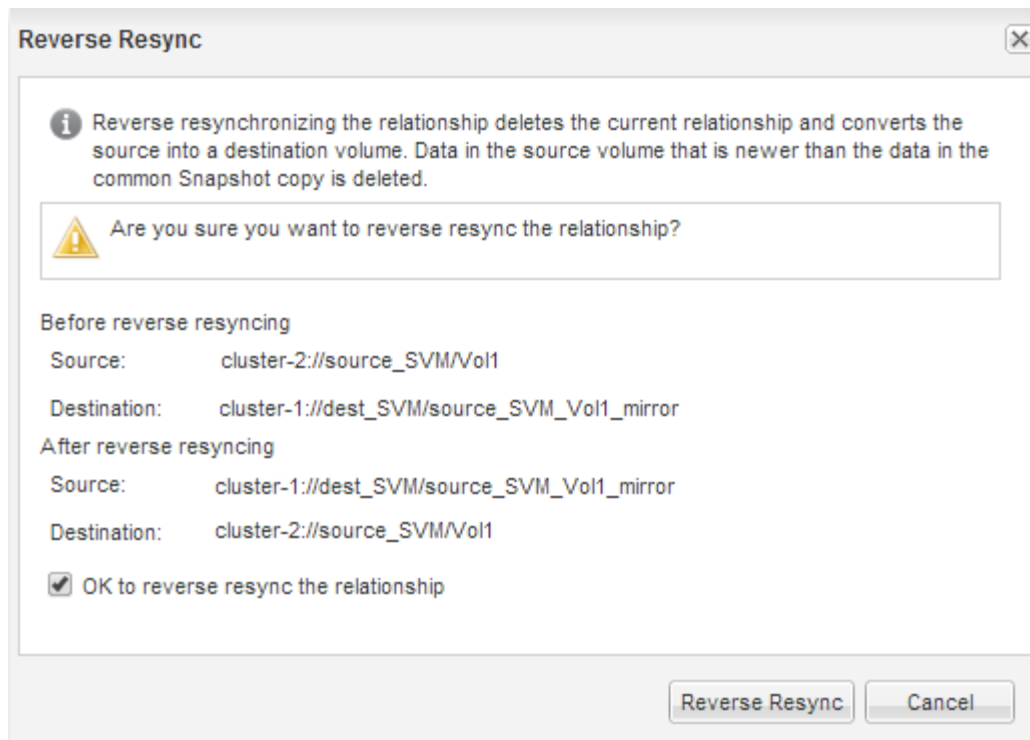 Reverse Resync
Reverse resynchronizing the relationship deletes the current relationship and converts the
source into a destination volume. Data in the source volume that is newer than the data in the
common Snapshot copy is deleted.
Are you sure you want to reverse resync the relationship?
Before reverse resyncing
Source: cluster-2://source_SVM/Vol1
Destination: cluster-1://dest_SVM/source_SVM_Vol1_mirror
After reverse resyncing
Source: cluster-1://dest_SVM/source_SVM_Vol1_mirror
Destination: cluster-2://source_SVM/Vol1
OK to reverse resync the relationship
Reverse Resync Cancel